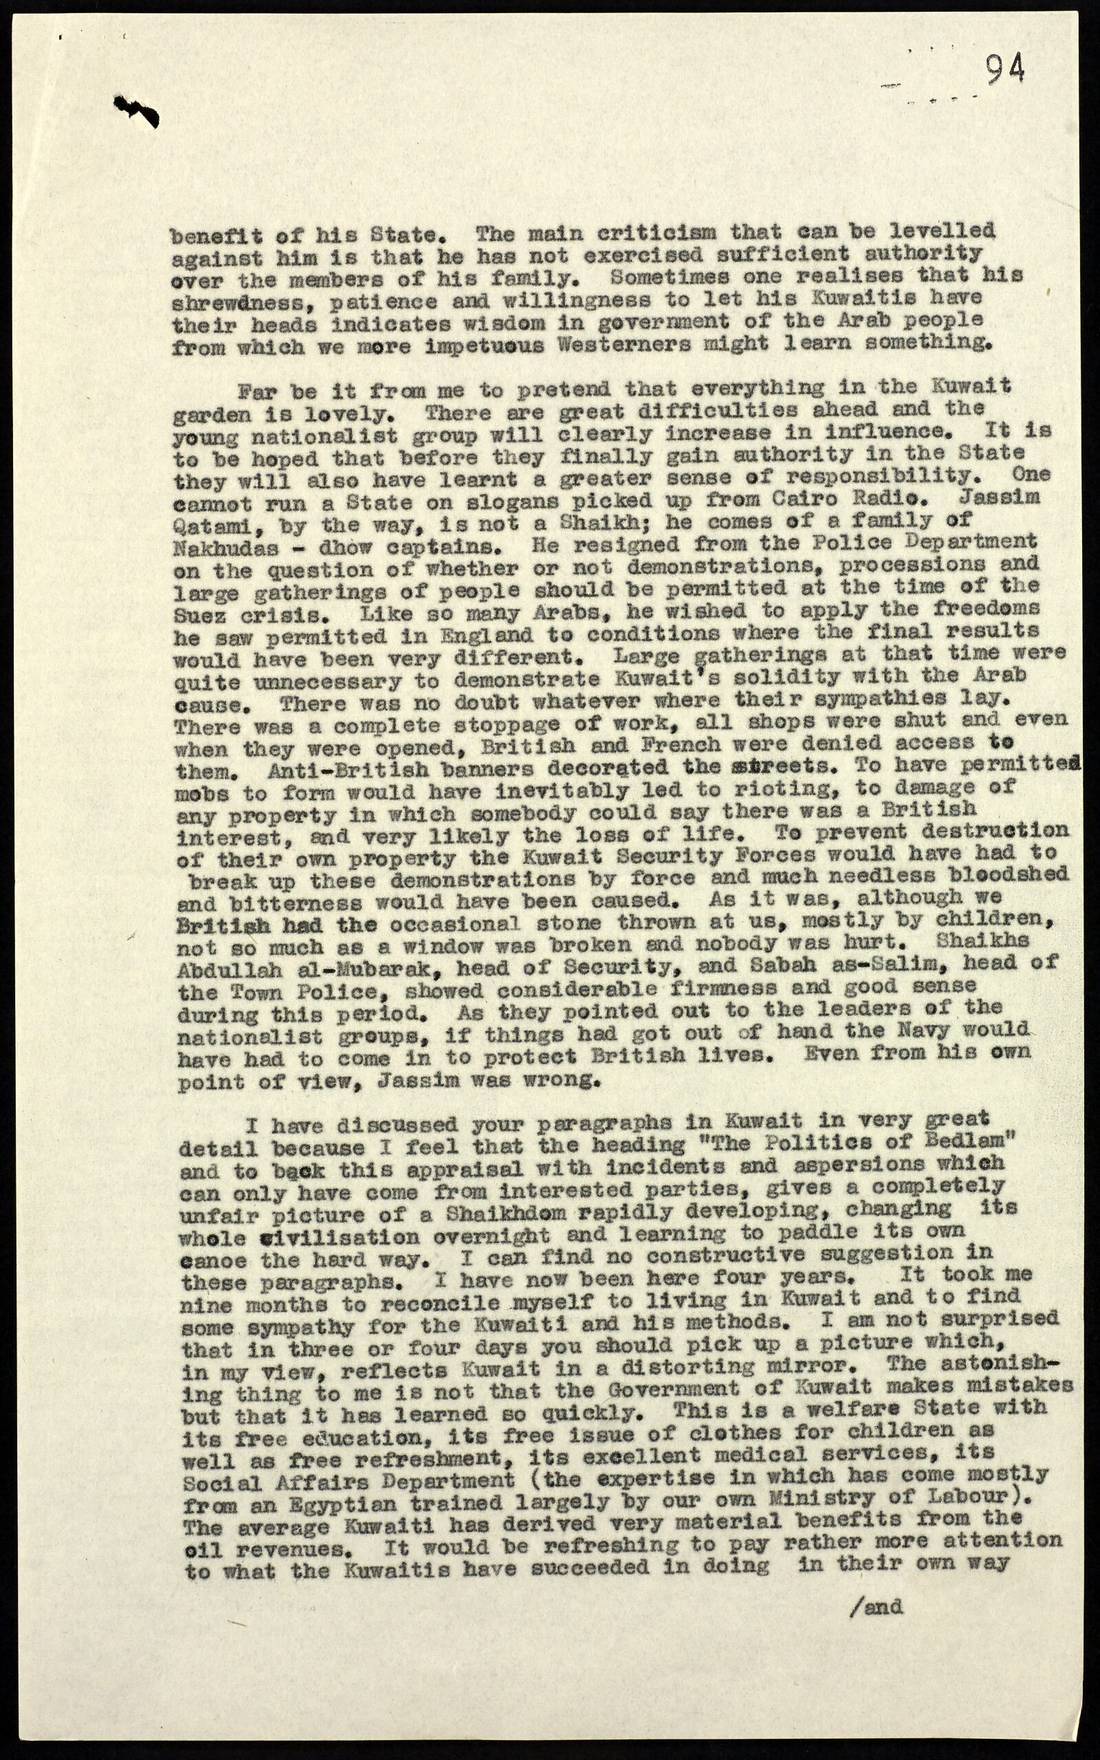 94
benefit of his State. The main criticism that can be levelled
against him is that he has not exercised sufficient authority
over the members of his family. Sometimes one realises that his
shrewdness, patience and willingness to let his Kuwaitis have
their heads indicates wisdom in government of the Arab people
from which we more impetuous Westerners might learn something.
Far be it from me to pretend that everything in the Kuwait
garden is lovely. There are great difficulties ahead and the
young nationalist group will clearly increase in influence. It is
to be hoped that before they finally gain authority in the State
they will also have learnt a greater sense of responsibility. One
cannot run a State on slogans picked up from Cairo Radio. Jassim
Qatami, by the way, is not a Shaikh; he comes of a family of
Nakhudas - dhow captains. He resigned from the Police Department
on the question of whether or not demonstrations, processions and
large gatherings of people should be permitted at the time of the
Suez crisis. Like so many Arabs, he wished to apply the freedoms
he saw permitted in England to conditions where the final results
would have been very different. Large gatherings at that time were
quite unnecessary to demonstrate Kuwait's solidity with the Arab
cause. There was no doubt whatever where their sympathies lay.
There was a complete stoppage of work, all shops were shut and even
when they were opened, British and French were denied access to
them. Anti-British banners decorated the streets. To have permitted
mobs to form would have inevitably led to rioting, to damage of
any property in which somebody could say there was a British
interest, and very likely the loss of life. To prevent destruction
of their own property the Kuwait Security Forces would have had to
break up these demonstrations by force and much needless bloodshed
and bitterness would have been caused. As it was, although we
British had the occasional stone thrown at us, mostly by children,
not so much as a window was broken and nobody was hurt. Shaikhs
Abdullah al-Mubarak, head of Security, and Sabah as-Salim, head of
the Town Police, showed considerable firmness and good sense
during this period. As they pointed out to the leaders of the
nationalist groups, if things had got out of hand the Navy would
have had to come in to protect British lives. Even from his own
point of view, Jassim was wrong.
I have discussed your paragraphs in Kuwait in very great
detail because I feel that the heading "The Politics of Bedlam"
and to back this appraisal with incidents and aspersions which
can only have come from interested parties, gives a completely
unfair picture of a Shaikhdom rapidly developing, changing its
whole civilisation overnight and learning to paddle its own
canoe the hard way. I can find no constructive suggestion in
these paragraphs. I have now been here four years. It took me
nine months to reconcile myself to living in Kuwait and to find
some sympathy for the Kuwaiti and his methods. I am not surprised
that in three or four days you should pick up a picture which,
in my view, reflects Kuwait in a distorting mirror. The astonish-
ing thing to me is not that the Government of Kuwait makes mistakes
but that it has learned so quickly. This is a welfare State with
its free education, its free issue of clothes for children as
well as free refreshment, its excellent medical services, its
Social Affairs Department (the expertise in which has come mostly
from an Egyptian trained largely by our own Ministry of Labour).
The average Kuwaiti has derived very material benefits from the
oil revenues. It would be refreshing to pay rather more attention
to what the Kuwaitis have succeeded in doing in their own way
/and